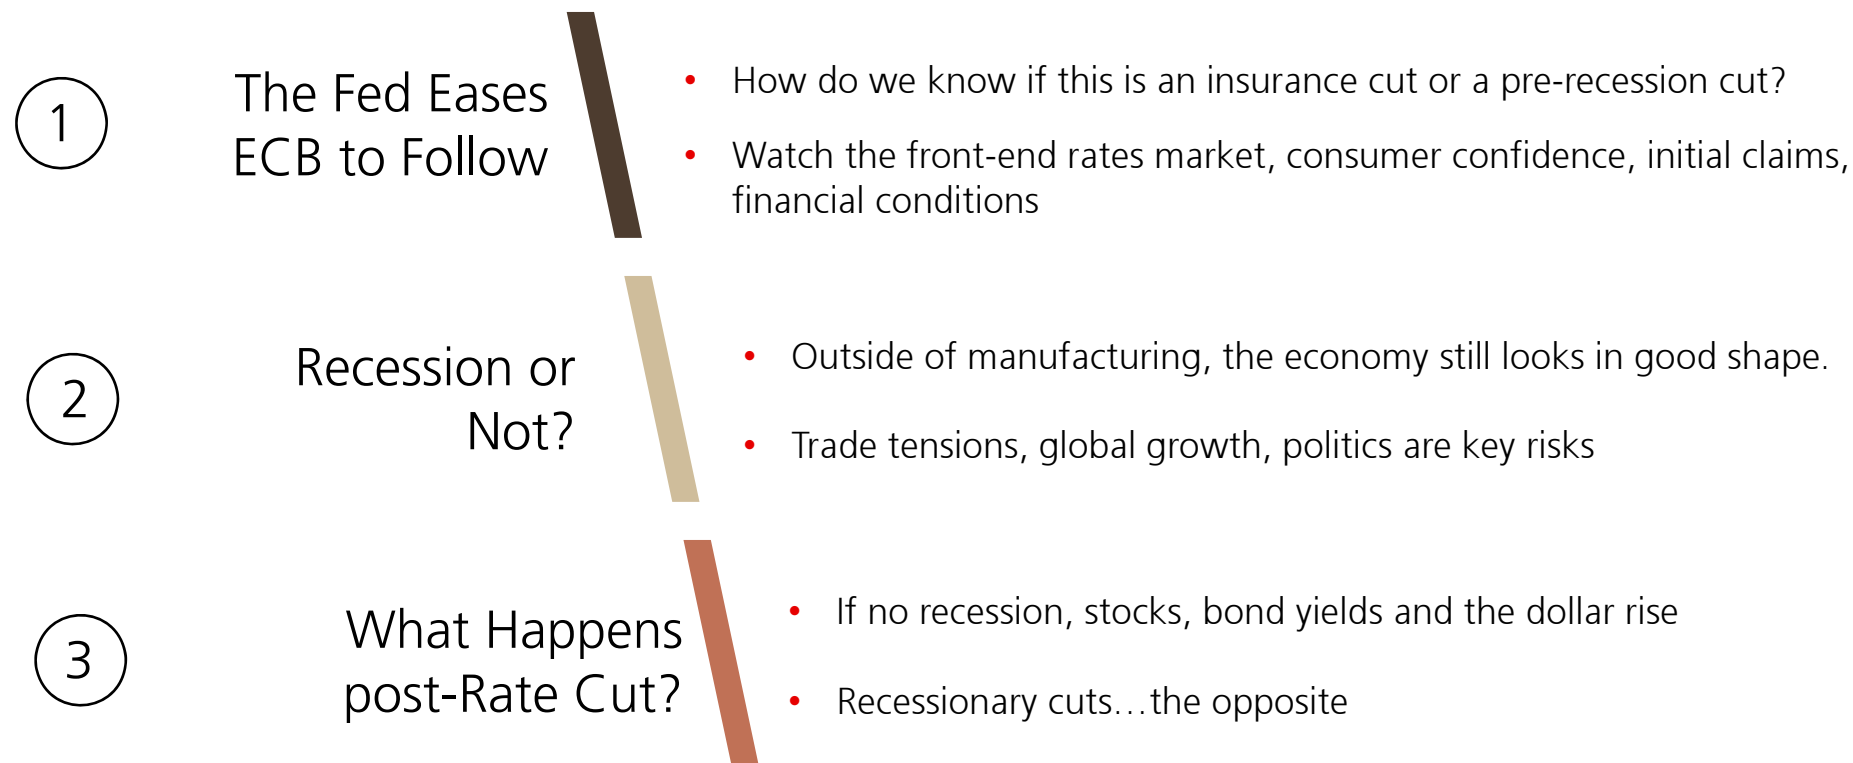 1
The Fed Eases
ECB to Follow
• How do we know if this is an insurance cut or a pre-recession cut?
• Watch the front-end rates market, consumer confidence, initial claims,
financial conditions
2
Recession or
Not?
• Outside of manufacturing, the economy still looks in good shape.
• Trade tensions, global growth, politics are key risks
3
What Happens
post-Rate Cut?
• If no recession, stocks, bond yields and the dollar rise
• Recessionary cuts…the opposite